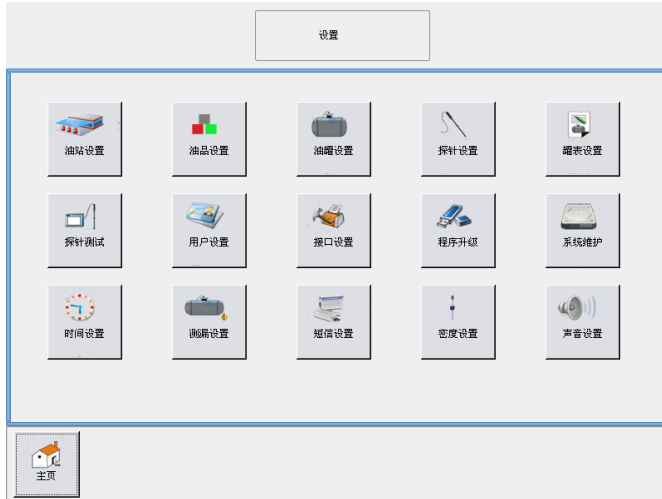 设置
油站设置
油品设置
油罐设置
探针设置
罐表设置
探针测试
用户设置
接口设置
程序升级
系统维护
时间设置
测漏设置
短信设置
密度设置
声音设置
主页